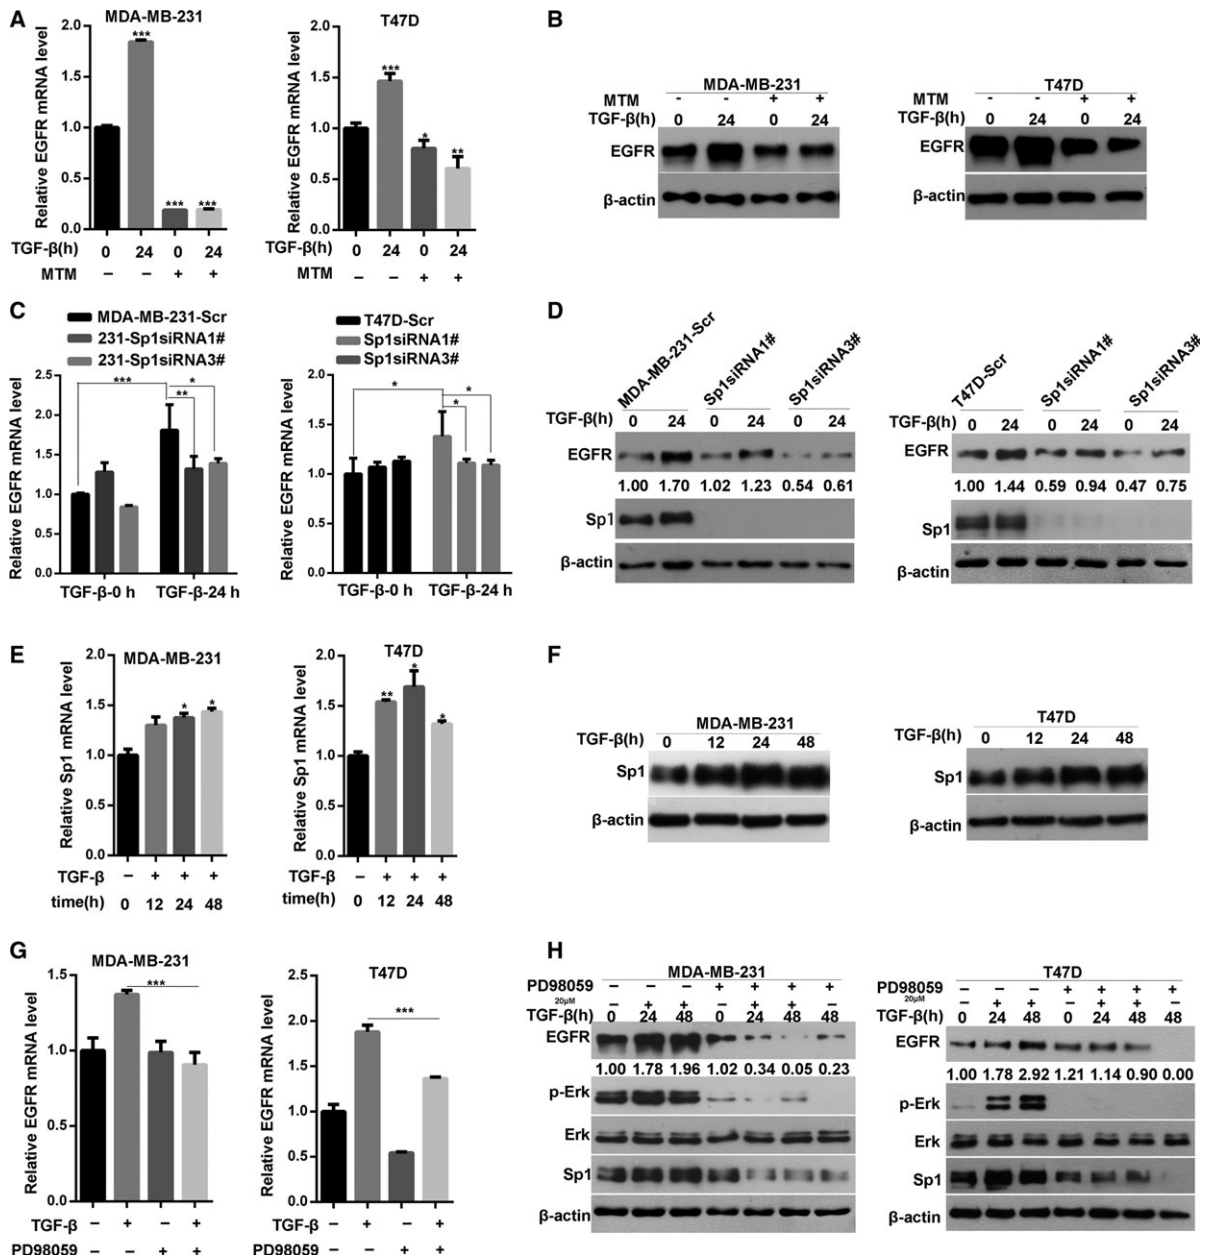 A
MDA-MB-231
Relative EGFR mRNA level
2.0
1.5
1.0
0.5
0.0
***
***
***
TGF-β(h) 0 24 0 24
MTM – – + +
T47D
Relative EGFR mRNA level
2.0
1.5
1.0
0.5
0.0
***
*
**
0 24 0 24
TGF-β(h)
MTM – – + +
B
MDA-MB-231
MTM - - + +
TGF-β(h) 0 24 0 24
EGFR
β-actin
T47D
MTM - - + +
TGF-β(h) 0 24 0 24
EGFR
β-actin
C
MDA-MB-231-Scr
231-Sp1siRNA1#
231-Sp1siRNA3#
Relative EGFR mRNA level
2.5
2.0
1.5
1.0
0.5
0.0
*** *
**
TGF-β-0 h TGF-β-24 h
T47D-Scr
Sp1siRNA1#
Sp1siRNA3#
Relative EGFR mRNA level
2.0
1.5
1.0
0.5
0.0
* *
*
TGF-β-0 h TGF-β-24 h
D
MDA-MB-231-Scr
Sp1siRNA1#
Sp1siRNA3#
TGF-β(h) 0 24 0 24 0 24
EGFR
1.00 1.70 1.02 1.23 0.54 0.61
Sp1
β-actin
T47D-Scr
Sp1siRNA1#
Sp1siRNA3#
TGF-β(h) 0 24 0 24 0 24
EGFR
1.00 1.44 0.59 0.94 0.47 0.75
Sp1
β-actin
E
MDA-MB-231
Relative Sp1 mRNA level
2.0
1.5
1.0
0.5
0.0
* *
TGF-β – + + +
time(h) 0 12 24 48
T47D
Relative Sp1 mRNA level
2.0
1.5
1.0
0.5
0.0
** * *
TGF-β – + + +
time(h) 0 12 24 48
F
MDA-MB-231
TGF-β(h) 0 12 24 48
Sp1
β-actin
T47D
TGF-β(h) 0 12 24 48
Sp1
β-actin
G
MDA-MB-231
Relative EGFR mRNA level
1.5
1.0
0.5
0.0
***
TGF-β – + – +
PD98059 – – + +
T47D
Relative EGFR mRNA level
2.5
2.0
1.5
1.0
0.5
0.0
***
TGF-β – + – +
PD98059 – – + +
H
MDA-MB-231
PD98059 – – – + + + +
20μM – + + – + + –
TGF-β(h) 0 24 48 0 24 48 48
EGFR
1.00 1.78 1.96 1.02 0.34 0.05 0.23
p-Erk
Erk
Sp1
β-actin
T47D
PD98059 – – – + + + +
20μM – + + – + + –
TGF-β(h) 0 24 48 0 24 48 48
EGFR
1.00 1.78 2.92 1.21 1.14 0.90 0.00
p-Erk
Erk
Sp1
β-actin